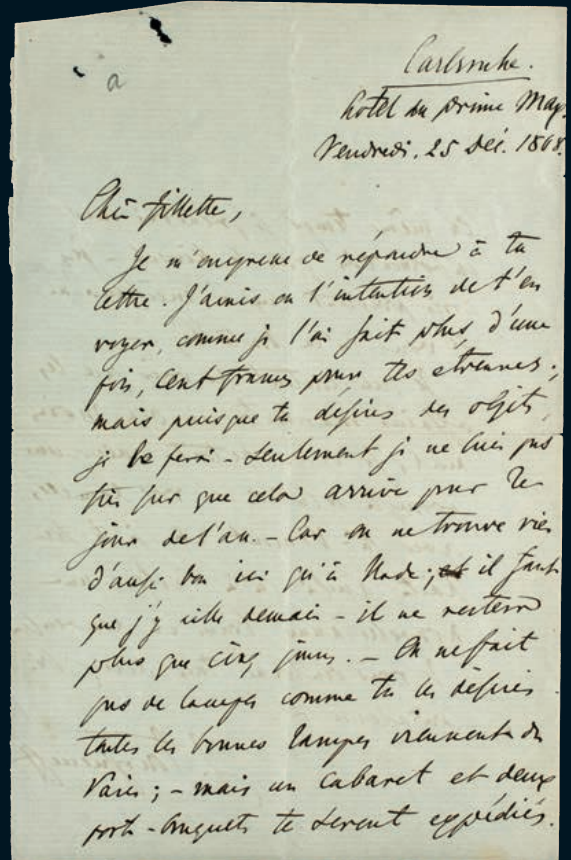 a
Carlsruhe.
hôtel du Prince Max.
Vendredi. 25 Déc. 1868.
Chère fillette,
Je m'empresse de répondre à ta
lettre. J'avais eu l'intention de t'en
voyer, comme je l'ai fait plus d'une
fois, cent francs pour tes étrennes;
mais puisque tu désires des objets,
je le ferai - Seulement je ne suis pas
très sur que cela arrive pour le
jour de l'an. - Car on ne trouve rien
d'aussi bon ici qu'à Bade; et il faut
que j'y aille demain - il ne restera
plus que cinq jours. - On ne fait
pas de lampes comme tu les désires
toutes les bonnes lampes viennent de
Paris; - mais un cabaret et deux
porte-bouquets te seront expédiés.